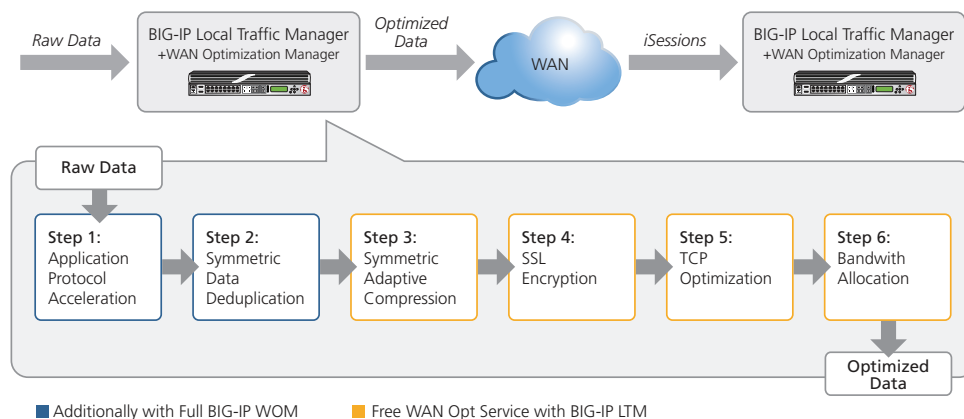 Raw Data
BIG-IP Local Traffic Manager
+WAN Optimization Manager
Optimized
Data
WAN
iSessions
BIG-IP Local Traffic Manager
+WAN Optimization Manager
Raw Data
Step 1:
Application
Protocol
Acceleration
Step 2:
Symmetric
Data
Deduplication
Step 3:
Symmetric
Adaptive
Compression
Step 4:
SSL
Encryption
Step 5:
TCP
Optimization
Step 6:
Bandwith
Allocation
Optimized
Data
Additionally with Full BIG-IP WOM
Free WAN Opt Service with BIG-IP LTM